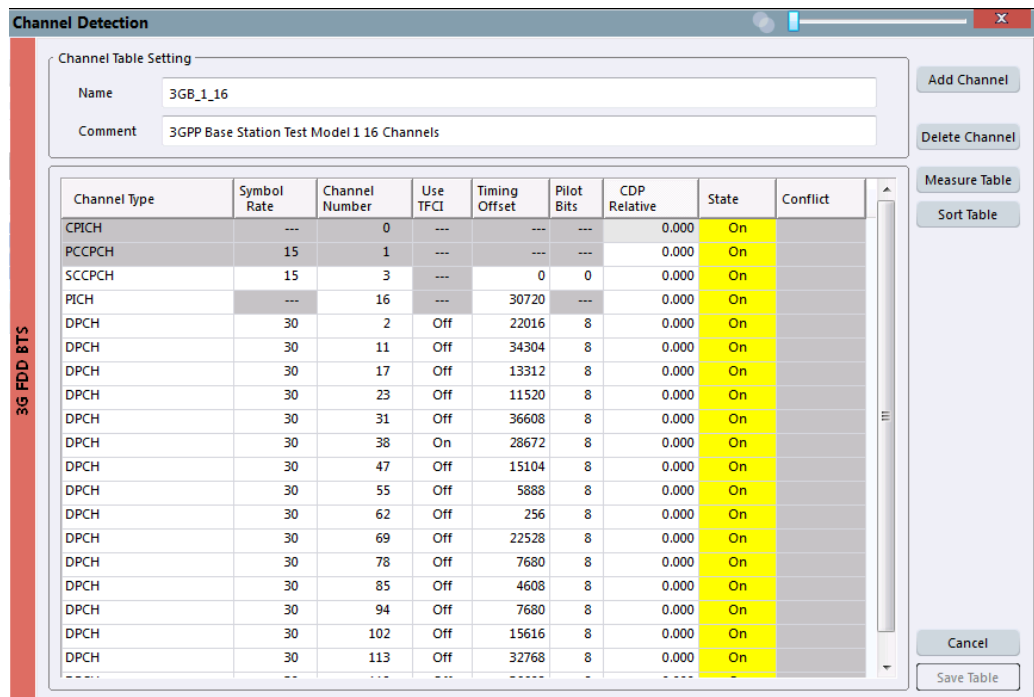 Channel Detection
X
3G FDD BTS
Channel Table Setting
Name 3GB_1_16
Comment 3GPP Base Station Test Model 1 16 Channels
Add Channel
Delete Channel
Measure Table
Sort Table
Channel Type Symbol Rate Channel Number Use TFCI Timing Offset Pilot Bits CDP Relative State Conflict
CPICH --- 0 --- --- --- 0.000 On
PCCPCH 15 1 --- --- --- 0.000 On
SCCPCH 15 3 --- 0 0 0.000 On
PICH --- 16 --- 30720 --- 0.000 On
DPCH 30 2 Off 22016 8 0.000 On
DPCH 30 11 Off 34304 8 0.000 On
DPCH 30 17 Off 13312 8 0.000 On
DPCH 30 23 Off 11520 8 0.000 On
DPCH 30 31 Off 36608 8 0.000 On
DPCH 30 38 On 28672 8 0.000 On
DPCH 30 47 Off 15104 8 0.000 On
DPCH 30 55 Off 5888 8 0.000 On
DPCH 30 62 Off 256 8 0.000 On
DPCH 30 69 Off 22528 8 0.000 On
DPCH 30 78 Off 7680 8 0.000 On
DPCH 30 85 Off 4608 8 0.000 On
DPCH 30 94 Off 7680 8 0.000 On
DPCH 30 102 Off 15616 8 0.000 On
DPCH 30 113 Off 32768 8 0.000 On
Cancel
Save Table